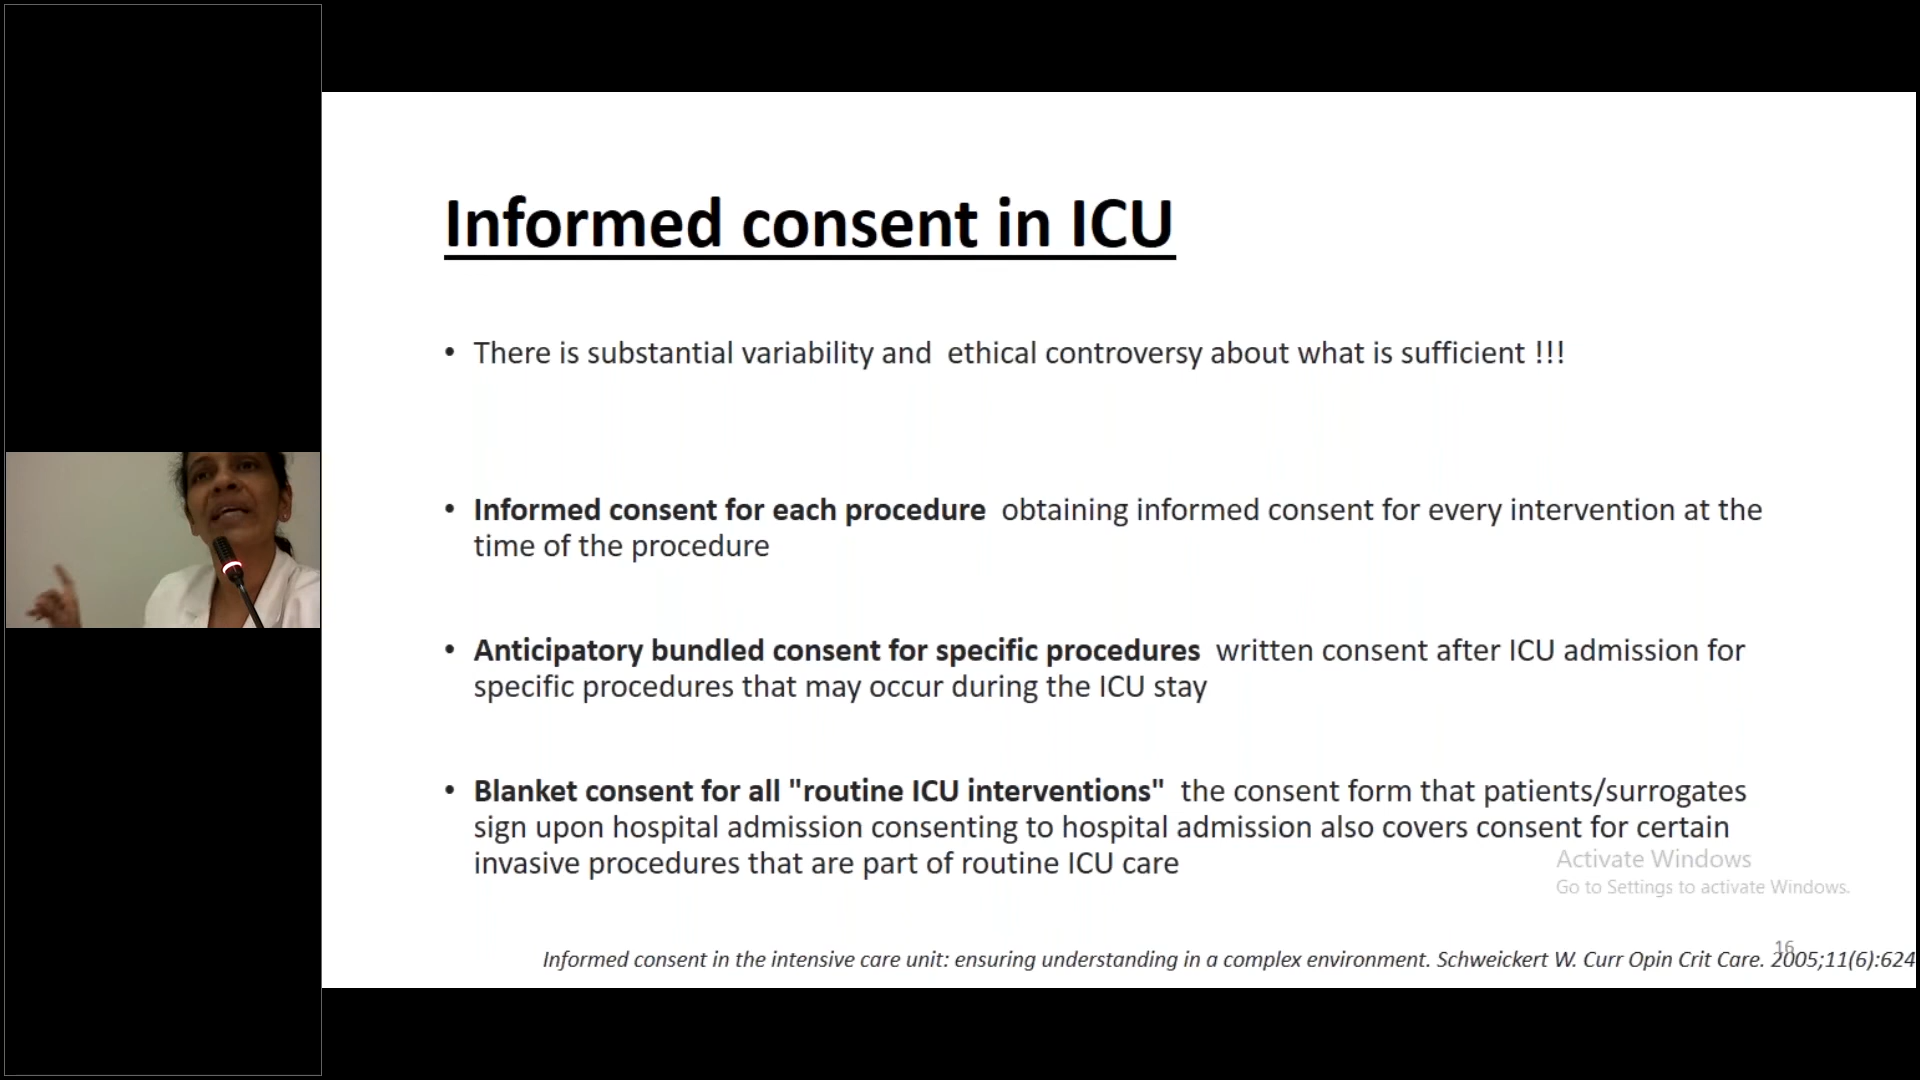 Informed consent in ICU
• There is substantial variability and ethical controversy about what is sufficient !!!
• Informed consent for each procedure obtaining informed consent for every intervention at the
time of the procedure
• Anticipatory bundled consent for specific procedures written consent after ICU admission for
specific procedures that may occur during the ICU stay
• Blanket consent for all "routine ICU interventions" the consent form that patients/surrogates
sign upon hospital admission consenting to hospital admission also covers consent for certain
invasive procedures that are part of routine ICU care
Activate Windows
Go to Settings to activate Windows.
16
Informed consent in the intensive care unit: ensuring understanding in a complex environment. Schweickert W. Curr Opin Crit Care. 2005;11(6):624